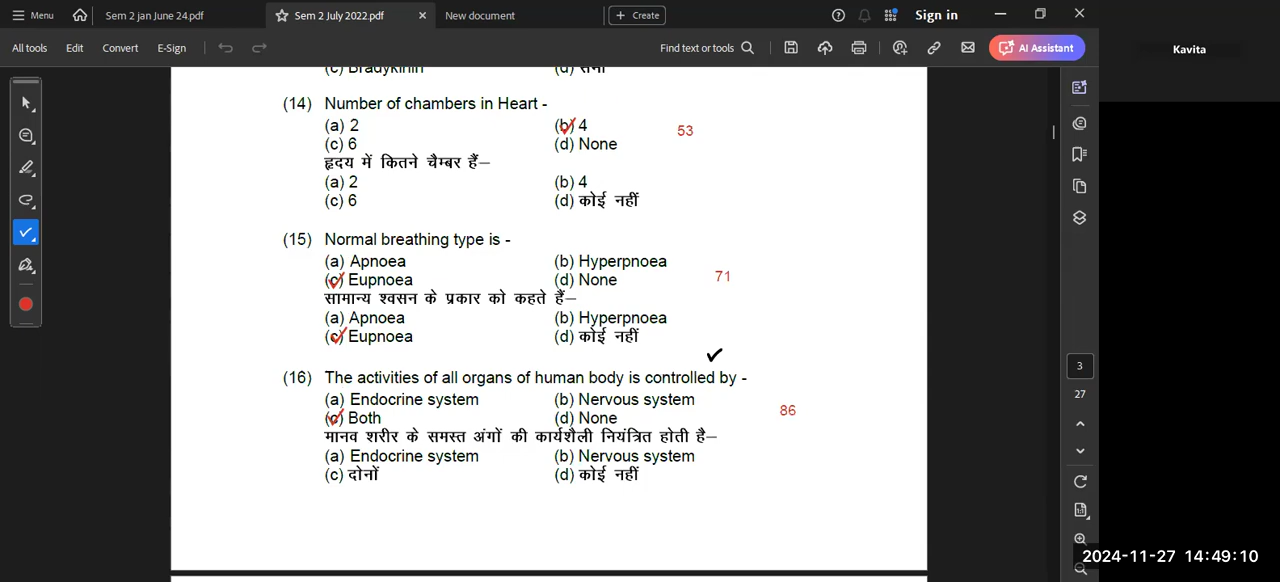 Menu
Sem 2 jan June 24.pdf
Sem 2 July 2022.pdf
New document
Create
Sign in
All tools
Edit
Convert
E-Sign
Find text or tools
AI Assistant
Kavita
(c) Bradykinin (d) सभी
(14) Number of chambers in Heart -
(a) 2 (b) 4
53
(c) 6 (d) None
हृदय में कितने चैम्बर हैं–
(a) 2 (b) 4
(c) 6 (d) कोई नहीं
(15) Normal breathing type is -
(a) Apnoea (b) Hyperpnoea
71
(c) Eupnoea (d) None
सामान्य श्वसन के प्रकार को कहते हैं–
(a) Apnoea (b) Hyperpnoea
(c) Eupnoea (d) कोई नहीं
(16) The activities of all organs of human body is controlled by -
(a) Endocrine system (b) Nervous system
86
(c) Both (d) None
मानव शरीर के समस्त अंगों की कार्यशैली नियंत्रित होती है–
(a) Endocrine system (b) Nervous system
(c) दोनों (d) कोई नहीं
3
27
2024-11-27 14:49:10